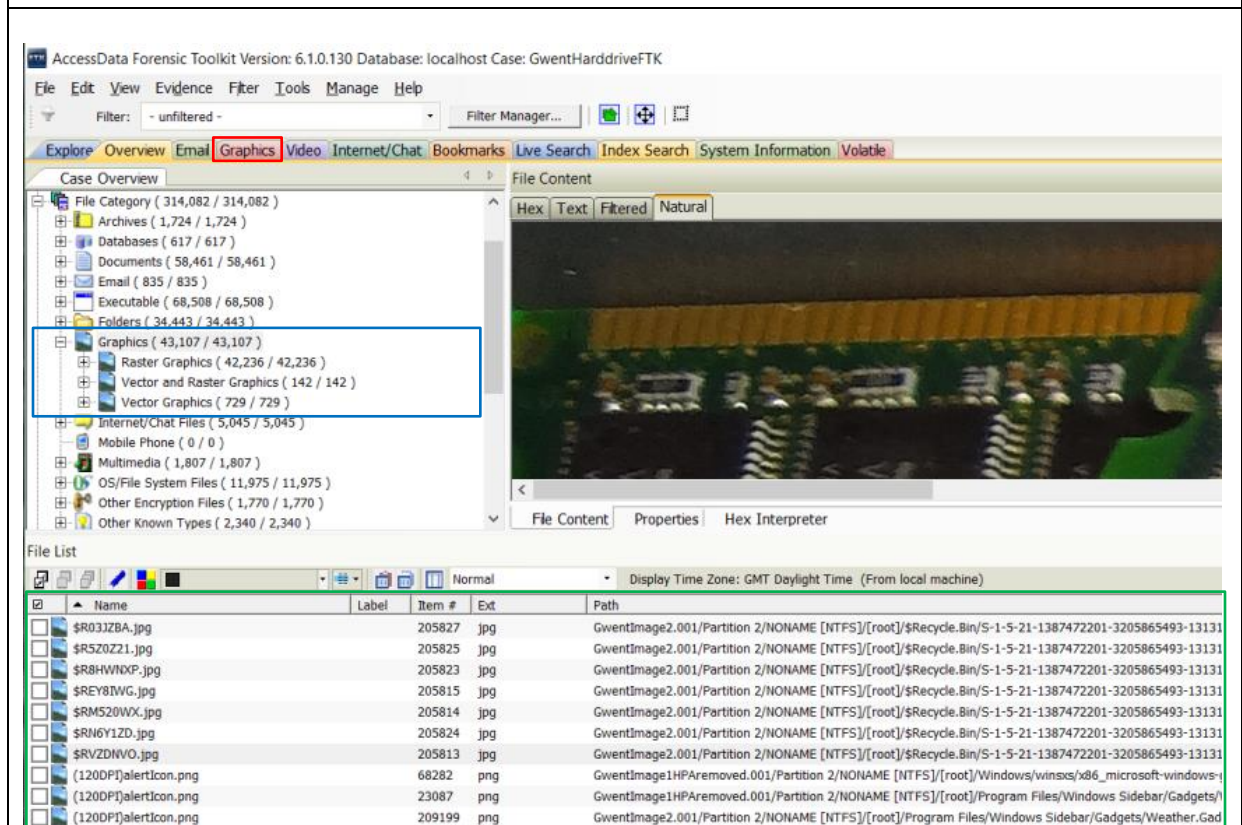 AccessData Forensic Toolkit Version: 6.1.0.130 Database: localhost Case: GwentHarddriveFTK
File Edit View Evidence Filter Tools Manage Help
Filter: - unfiltered - Filter Manager...
Explore Overview Email Graphics Video Internet/Chat Bookmarks Live Search Index Search System Information Volatile
Case Overview
File Category ( 314,082 / 314,082 )
Archives ( 1,724 / 1,724 )
Databases ( 617 / 617 )
Documents ( 58,461 / 58,461 )
Email ( 835 / 835 )
Executable ( 68,508 / 68,508 )
Folders ( 34,443 / 34,443 )
Graphics ( 43,107 / 43,107 )
Raster Graphics ( 42,236 / 42,236 )
Vector and Raster Graphics ( 142 / 142 )
Vector Graphics ( 729 / 729 )
Internet/Chat Files ( 5,045 / 5,045 )
Mobile Phone ( 0 / 0 )
Multimedia ( 1,807 / 1,807 )
OS/File System Files ( 11,975 / 11,975 )
Other Encryption Files ( 1,770 / 1,770 )
Other Known Types ( 2,340 / 2,340 )
File Content
Hex Text Filtered Natural
File Content Properties Hex Interpreter
File List
Normal Display Time Zone: GMT Daylight Time (From local machine)
Name Label Item # Ext Path
$R03JZBA.jpg 205827 jpg GwentImage2.001/Partition 2/NONAME [NTFS]/[root]/$Recycle.Bin/S-1-5-21-1387472201-3205865493-13131
$R5Z0Z21.jpg 205825 jpg GwentImage2.001/Partition 2/NONAME [NTFS]/[root]/$Recycle.Bin/S-1-5-21-1387472201-3205865493-13131
$R8HWNXP.jpg 205823 jpg GwentImage2.001/Partition 2/NONAME [NTFS]/[root]/$Recycle.Bin/S-1-5-21-1387472201-3205865493-13131
$REY8IWG.jpg 205815 jpg GwentImage2.001/Partition 2/NONAME [NTFS]/[root]/$Recycle.Bin/S-1-5-21-1387472201-3205865493-13131
$RM520WX.jpg 205814 jpg GwentImage2.001/Partition 2/NONAME [NTFS]/[root]/$Recycle.Bin/S-1-5-21-1387472201-3205865493-13131
$RN6Y1ZD.jpg 205824 jpg GwentImage2.001/Partition 2/NONAME [NTFS]/[root]/$Recycle.Bin/S-1-5-21-1387472201-3205865493-13131
$RVZDNVO.jpg 205813 jpg GwentImage2.001/Partition 2/NONAME [NTFS]/[root]/$Recycle.Bin/S-1-5-21-1387472201-3205865493-13131
(120DPI)alertIcon.png 68282 png GwentImage1HPAremoved.001/Partition 2/NONAME [NTFS]/[root]/Windows/winsxs/x86_microsoft-windows-
(120DPI)alertIcon.png 23087 png GwentImage1HPAremoved.001/Partition 2/NONAME [NTFS]/[root]/Program Files/Windows Sidebar/Gadgets/
(120DPI)alertIcon.png 209199 png GwentImage2.001/Partition 2/NONAME [NTFS]/[root]/Program Files/Windows Sidebar/Gadgets/Weather.Gad